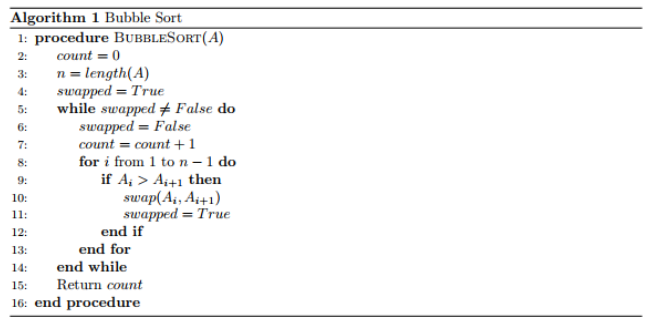 Algorithm 1 Bubble Sort
1: procedure BUBBLESORT(A)
2: count = 0
3: n = length(A)
4: swapped = True
5: while swapped ≠ False do
6: swapped = False
7: count = count + 1
8: for i from 1 to n − 1 do
9: if A_i > A_{i+1} then
10: swap(A_i, A_{i+1})
11: swapped = True
12: end if
13: end for
14: end while
15: Return count
16: end procedure